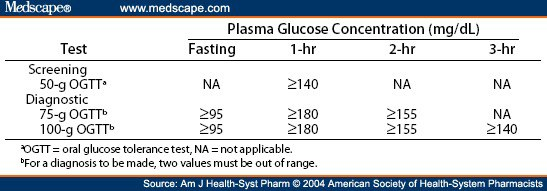 Medscape® www.medscape.com
Plasma Glucose Concentration (mg/dL)
Test Fasting 1-hr 2-hr 3-hr
Screening
50-g OGTTᵃ NA ≥140 NA NA
Diagnostic
75-g OGTTᵇ ≥95 ≥180 ≥155 NA
100-g OGTTᵇ ≥95 ≥180 ≥155 ≥140
ᵃOGTT = oral glucose tolerance test, NA = not applicable.
ᵇFor a diagnosis to be made, two values must be out of range.
Source: Am J Health-Syst Pharm © 2004 American Society of Health-System Pharmacists